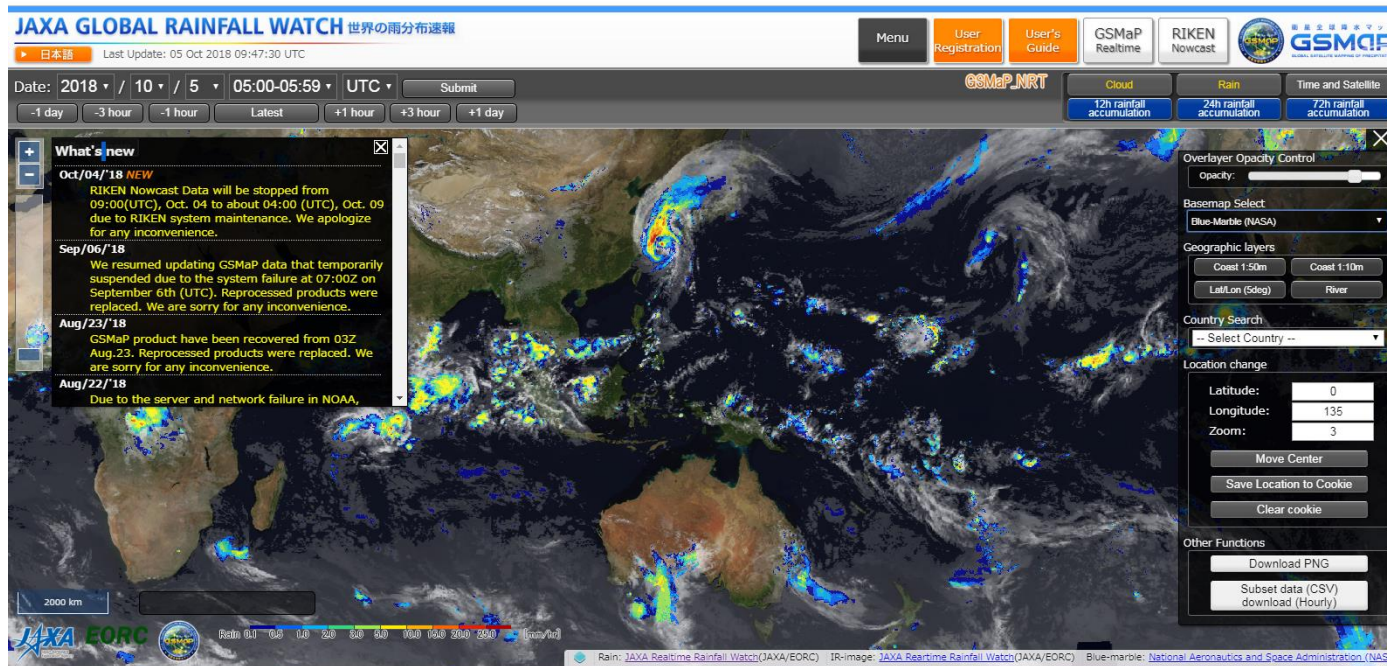 JAXA GLOBAL RAINFALL WATCH 世界の雨分布速報
日本語 Last Update: 05 Oct 2018 09:47:30 UTC
Menu
User Registration
User's Guide
GSMaP Realtime
RIKEN Nowcast
GSMaP
Date: 2018 / 10 / 5 05:00-05:59 UTC Submit
GSMaP_NRT
Cloud Rain Time and Satellite
-1 day -3 hour -1 hour Latest +1 hour +3 hour +1 day
12h rainfall accumulation
24h rainfall accumulation
72h rainfall accumulation
+
-
What's new
Oct/04/'18 NEW
RIKEN Nowcast Data will be stopped from
09:00(UTC), Oct. 04 to about 04:00 (UTC), Oct. 09
due to RIKEN system maintenance. We apologize
for any inconvenience.
Sep/06/'18
We resumed updating GSMaP data that temporarily
suspended due to the system failure at 07:00Z on
September 6th (UTC). Reprocessed products were
replaced. We are sorry for any inconvenience.
Aug/23/'18
GSMaP product have been recovered from 03Z
Aug.23. Reprocessed products were replaced. We
are sorry for any inconvenience.
Aug/22/'18
Due to the server and network failure in NOAA,
Overlayer Opacity Control
Opacity:
Basemap Select
Blue-Marble (NASA)
Geographic layers
Coast 1:50m Coast 1:10m
Lat/Lon (5deg) River
Country Search
-- Select Country --
Location change
Latitude: 0
Longitude: 135
Zoom: 3
Move Center
Save Location to Cookie
Clear cookie
Other Functions
Download PNG
Subset data (CSV)
download (Hourly)
2000 km
JAXA EORC
Rain 0.1 0.5 1.0 2.0 3.0 5.0 10.0 15.0 20.0 25.0 [mm/hr]
Rain: JAXA Realtime Rainfall Watch(JAXA/EORC) IR-image: JAXA Reartime Rainfall Watch(JAXA/EORC) Blue-marble: National Aeronautics and Space Administration (NAS